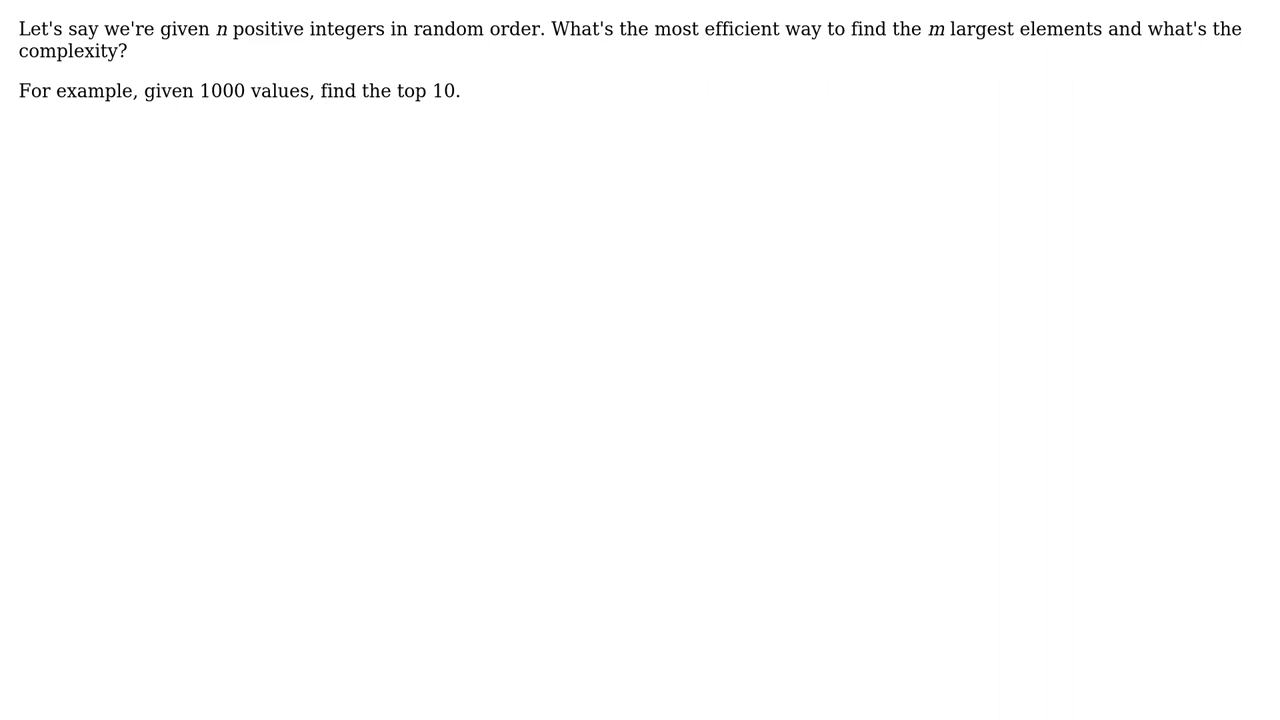 Let's say we're given n positive integers in random order. What's the most efficient way to find the m largest elements and what's the
complexity?
For example, given 1000 values, find the top 10.